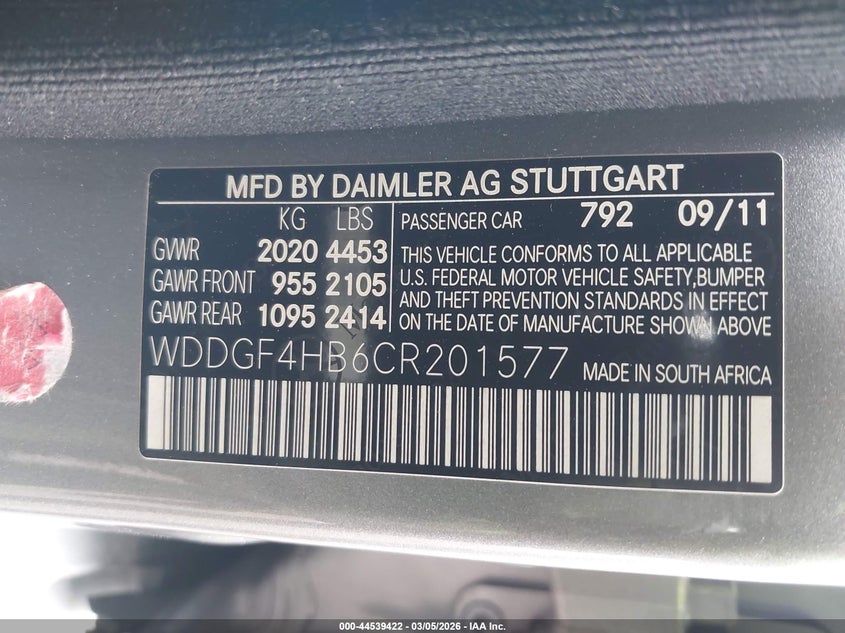 MFD BY DAIMLER AG STUTTGART
KG LBS PASSENGER CAR 792 09/11
GVWR 2020 4453
GAWR FRONT 955 2105
GAWR REAR 1095 2414
THIS VEHICLE CONFORMS TO ALL APPLICABLE
U.S. FEDERAL MOTOR VEHICLE SAFETY,BUMPER
AND THEFT PREVENTION STANDARDS IN EFFECT
ON THE DATE OF MANUFACTURE SHOWN ABOVE
WDDGF4HB6CR201577 MADE IN SOUTH AFRICA
000-44539422 - 03/05/2026 - IAA Inc.